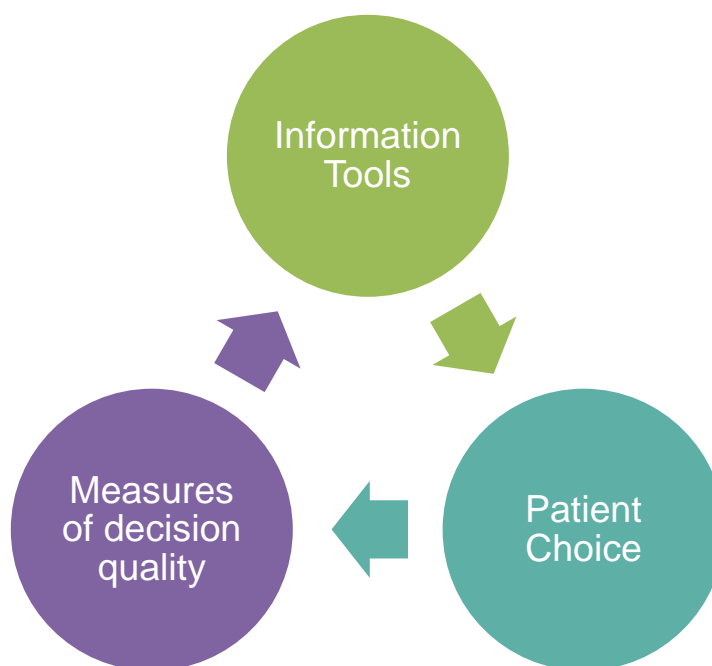 Information
Tools
Patient
Choice
Measures
of decision
quality